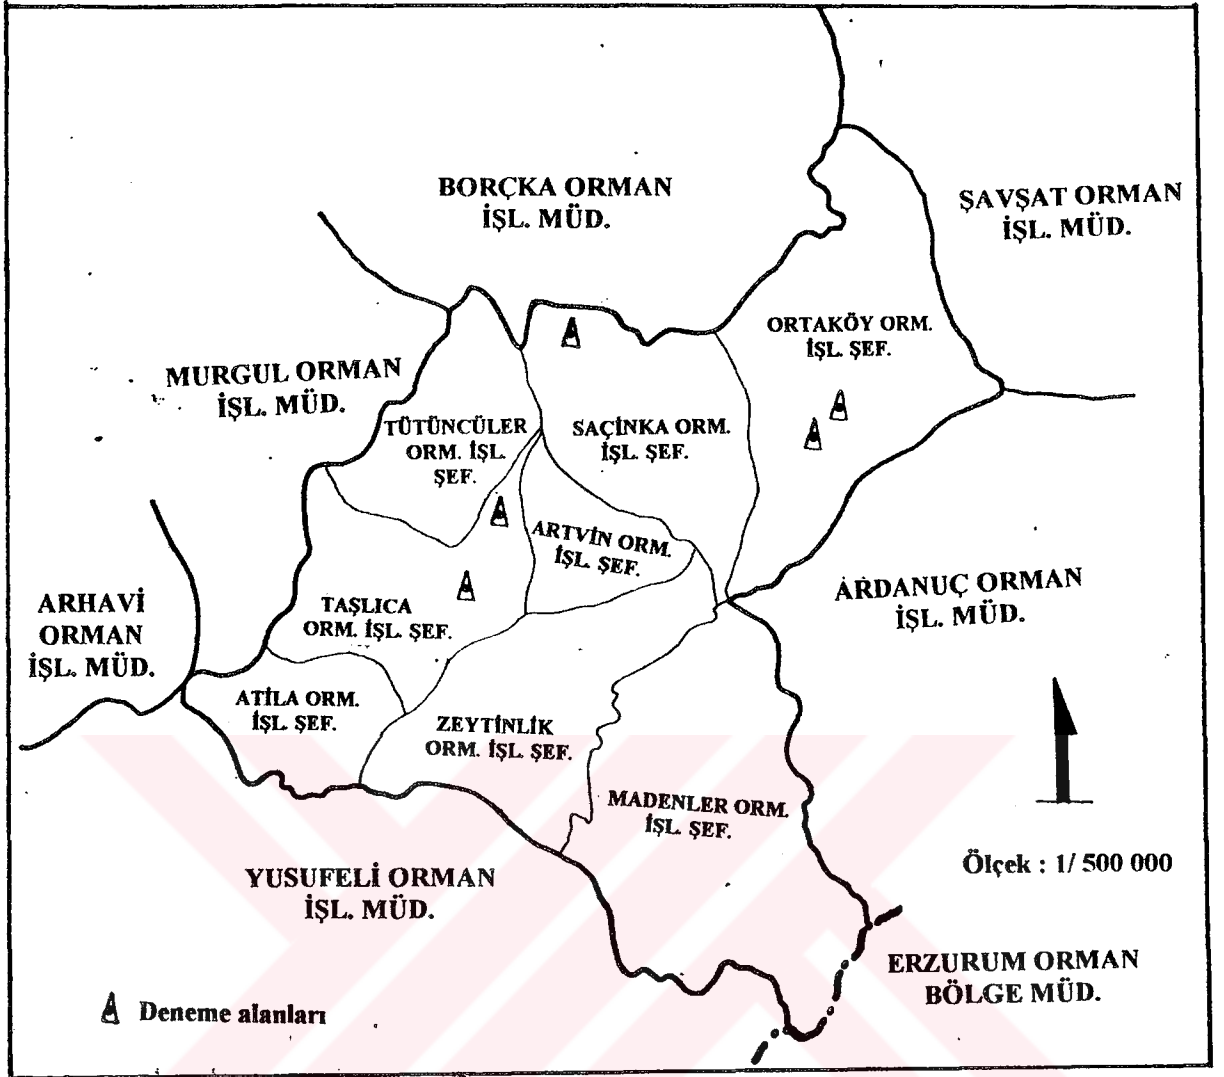 BORÇKA ORMAN
İŞL. MÜD.
ŞAVŞAT ORMAN
İŞL. MÜD.
ORTAKÖY ORM.
İŞL. ŞEF.
MURGUL ORMAN
İŞL. MÜD.
TÜTÜNCÜLER
ORM. İŞL.
ŞEF.
SAÇİNKA ORM.
İŞL. ŞEF.
ARTVİN ORM.
İŞL. ŞEF.
ARDANUÇ ORMAN
İŞL. MÜD.
ARHAVİ
ORMAN
İŞL. MÜD.
TAŞLICA
ORM. İŞL. ŞEF.
ATİLA ORM.
İŞL. ŞEF.
ZEYTİNLİK
ORM. İŞL. ŞEF.
MADENLER ORM.
İŞL. ŞEF.
Ölçek : 1/ 500 000
YUSUFELİ ORMAN
İŞL. MÜD.
ERZURUM ORMAN
BÖLGE MÜD.
Deneme alanları